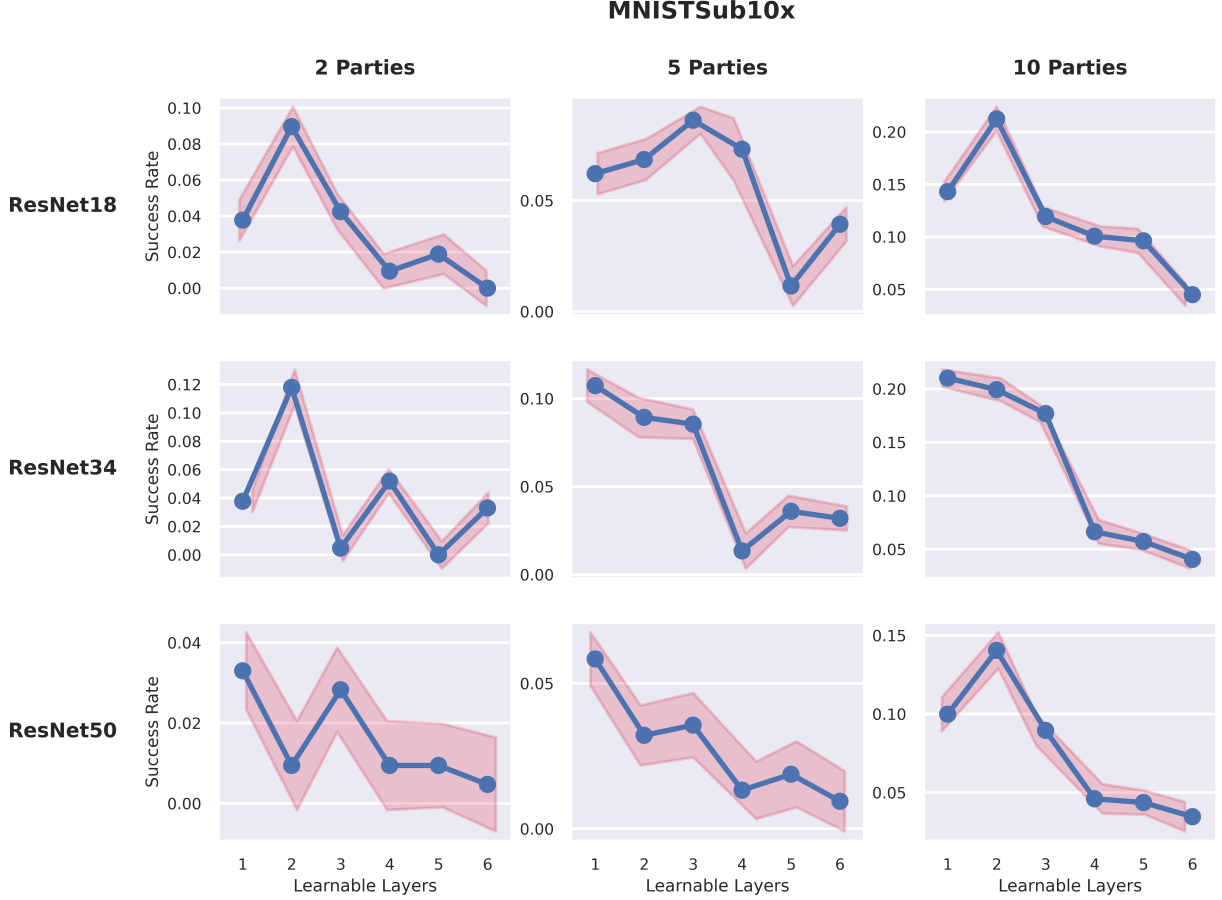 MNISTSub10x
2 Parties
5 Parties
10 Parties
ResNet18
Success Rate
0.10
0.08
0.06
0.04
0.02
0.00
0.05
0.00
0.20
0.15
0.10
0.05
ResNet34
Success Rate
0.12
0.10
0.08
0.06
0.04
0.02
0.00
0.10
0.05
0.00
0.20
0.15
0.10
0.05
ResNet50
Success Rate
0.04
0.02
0.00
0.05
0.00
0.15
0.10
0.05
1 2 3 4 5 6
Learnable Layers
1 2 3 4 5 6
Learnable Layers
1 2 3 4 5 6
Learnable Layers